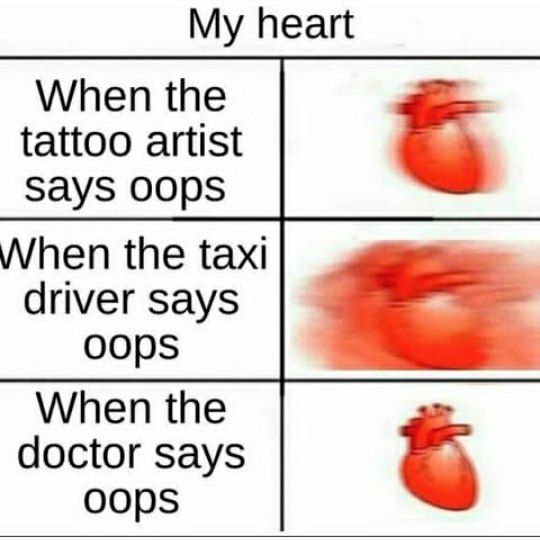 My heart
When the
tattoo artist
says oops
When the taxi
driver says
oops
When the
doctor says
oops